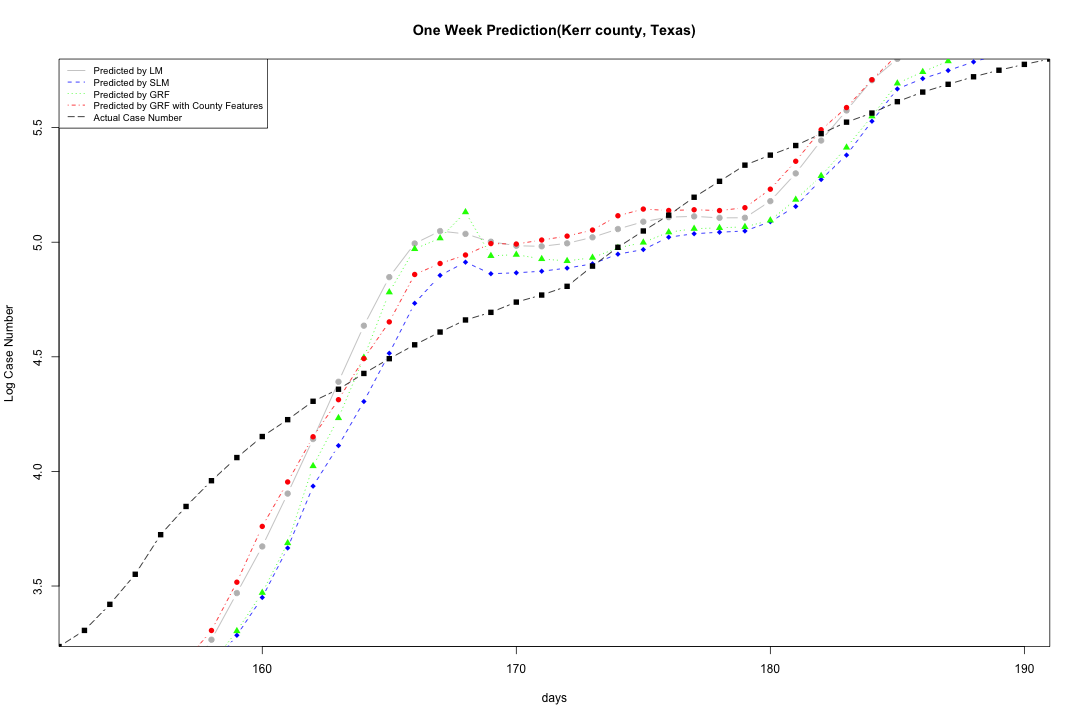 One Week Prediction(Kerr county, Texas)
Predicted by LM
Predicted by SLM
Predicted by GRF
Predicted by GRF with County Features
Actual Case Number
5.5
5.0
4.5
4.0
3.5
Log Case Number
160 170 180 190
days